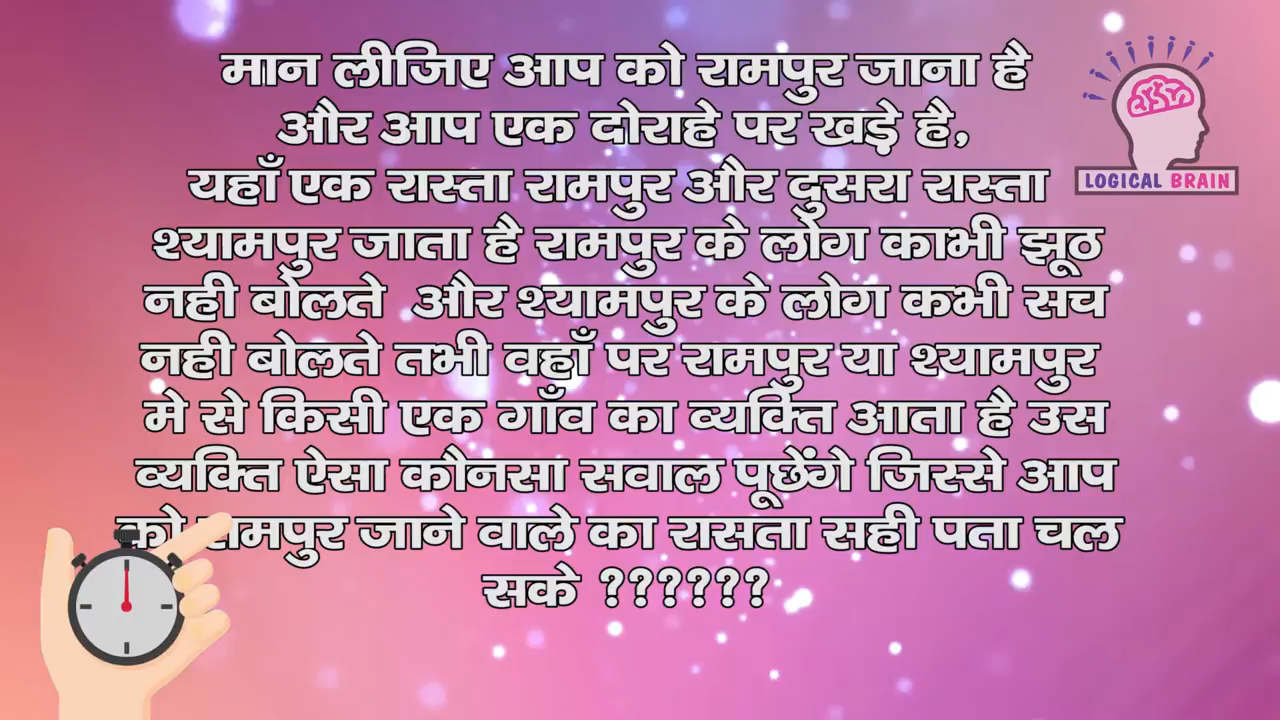 मान लीजिए आप को रामपुर जाना है
और आप एक दोराहे पर खड़े है,
यहाँ एक रास्ता रामपुर और दुसरा रास्ता
श्यामपुर जाता है रामपुर के लोग काभी झूठ
नही बोलते और श्यामपुर के लोग कभी सच
नही बोलते तभी वहाँ पर रामपुर या श्यामपुर
मे से किसी एक गाँव का व्यक्ति आता है उस
व्यक्ति ऐसा कौनसा सवाल पूछेंगे जिस्से आप
को रामपुर जाने वाले का रासता सही पता चल
सके ??????
LOGICAL BRAIN